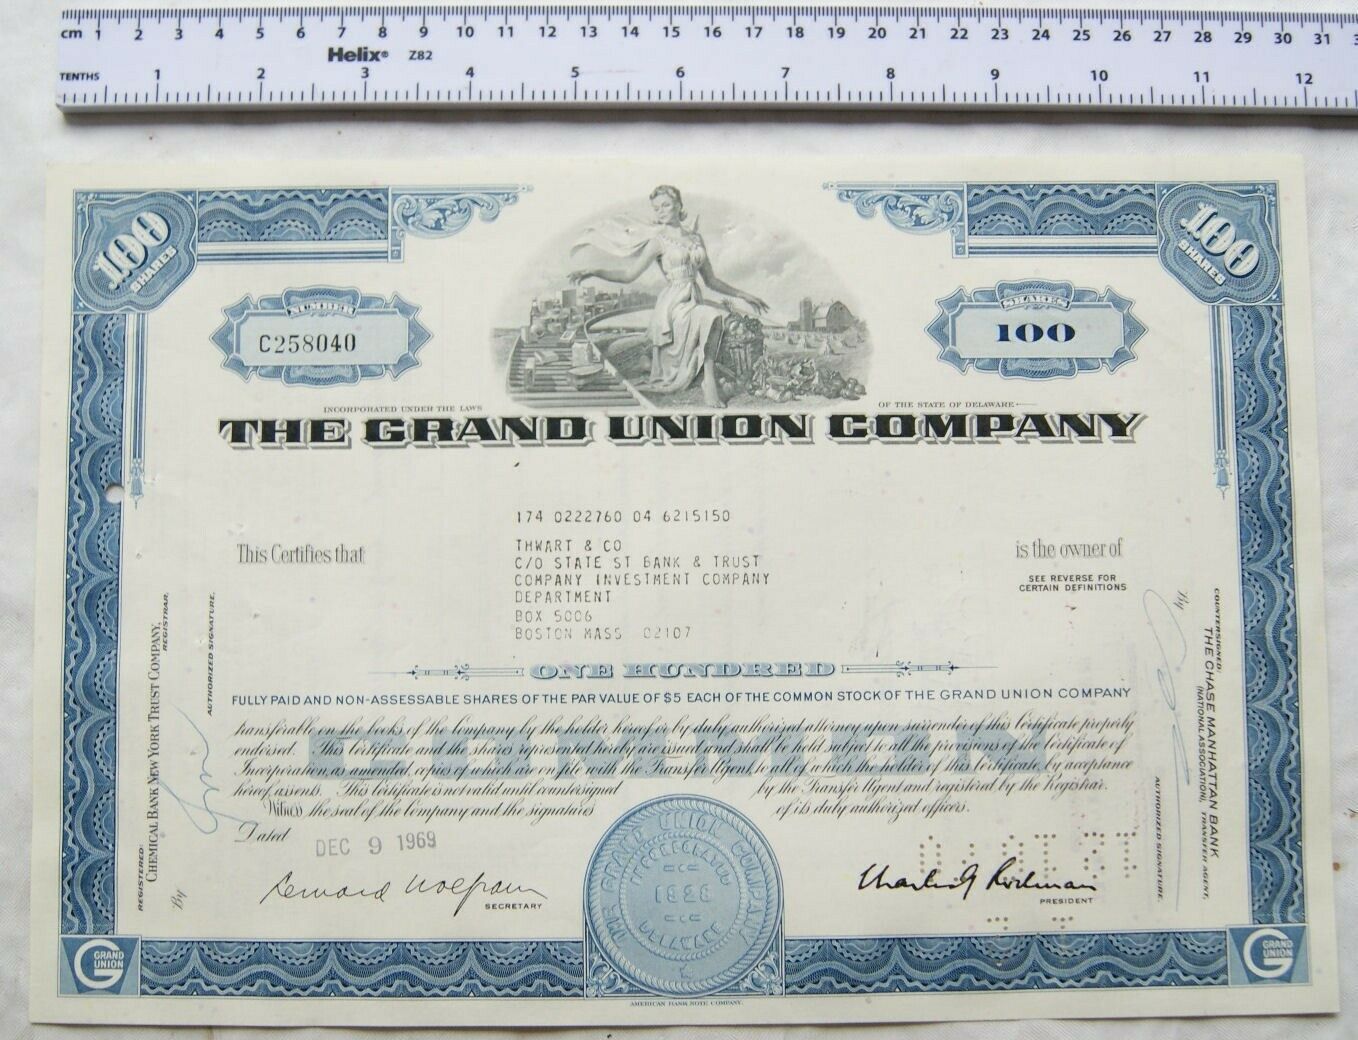 cm 1 2 3 4 5 6 7 8 9 10 11 12 13 14 15 16 17 18 19 20 21 22 23 24 25 26 27 28 29 30 31 3
Helix® Z82
TENTHS 1 2 3 4 5 6 7 8 9 10 11 12
100 SHARES
100 SHARES
NUMBER
C258040
SHARES
100
INCORPORATED UNDER THE LAWS
OF THE STATE OF DELAWARE
THE GRAND UNION COMPANY
174 0222760 04 6215150
This Certifies that
THWART & CO
C/O STATE ST BANK & TRUST
COMPANY INVESTMENT COMPANY
DEPARTMENT
BOX 5006
BOSTON MASS 02107
is the owner of
SEE REVERSE FOR
CERTAIN DEFINITIONS
ONE HUNDRED
FULLY PAID AND NON-ASSESSABLE SHARES OF THE PAR VALUE OF $5 EACH OF THE COMMON STOCK OF THE GRAND UNION COMPANY
COMMON
transferable on the books of the Company by the holder hereof or by duly authorized attorney upon surrender of this Certificate properly
endorsed. This Certificate and the shares represented hereby are issued and shall be held subject to all the provisions of the Certificate of
Incorporation, as amended, copies of which are on file with the Transfer Agent, to all of which the holder of this Certificate, by acceptance
hereof, assents. This Certificate is not valid until countersigned by the Transfer Agent and registered by the Registrar.
Witness the seal of the Company and the signatures of its duly authorized officers.
Dated DEC 9 1969
Bernard Wolfram
SECRETARY
Charles G Rodman
PRESIDENT
THE GRAND UNION COMPANY
INCORPORATED
1928
DELAWARE
REGISTERED:
CHEMICAL BANK NEW YORK TRUST COMPANY,
REGISTRAR,
By
AUTHORIZED SIGNATURE.
COUNTERSIGNED:
THE CHASE MANHATTAN BANK
(NATIONAL ASSOCIATION), TRANSFER AGENT,
By
AUTHORIZED SIGNATURE.
G GRAND UNION
G GRAND UNION
AMERICAN BANK NOTE COMPANY.